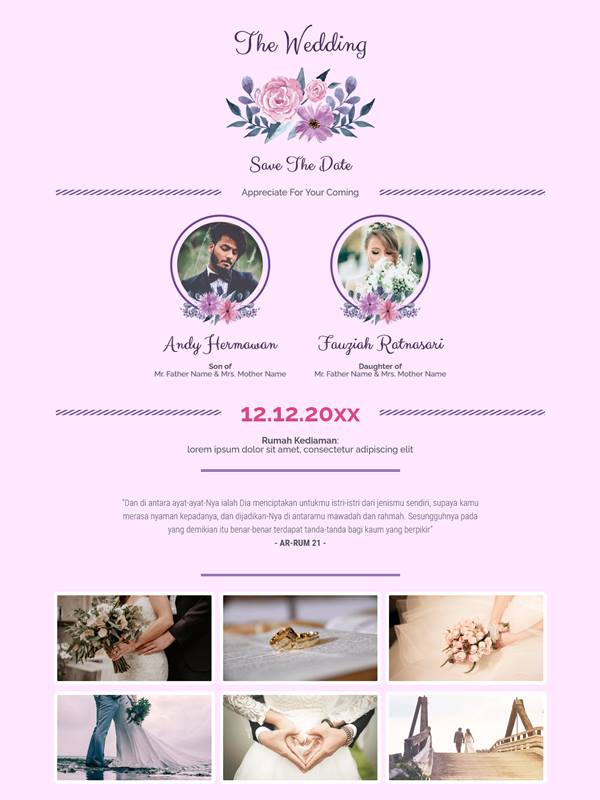 The Wedding
Save The Date
Appreciate For Your Coming
Andy Hermawan
Fauziah Ratnasari
Son of
Mr. Father Name & Mrs. Mother Name
Daughter of
Mr. Father Name & Mrs. Mother Name
12.12.20xx
Rumah Kediaman:
lorem ipsum dolor sit amet, consectetur adipiscing elit
"Dan di antara ayat-ayat-Nya ialah Dia menciptakan untukmu istri-istri dari jenismu sendiri, supaya kamu
merasa nyaman kepadanya, dan dijadikan-Nya di antaramu mawadah dan rahmah. Sesungguhnya pada
yang demikian itu benar-benar terdapat tanda-tanda bagi kaum yang berpikir"
- AR-RUM 21 -